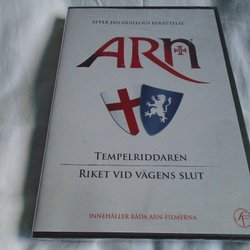 EFTER JAN GUILLOUS BERÄTTELSE
ARN
TEMPELRIDDAREN
RIKET VID VÄGENS SLUT
INNEHÅLLER BÅDA ARN-FILMERNA